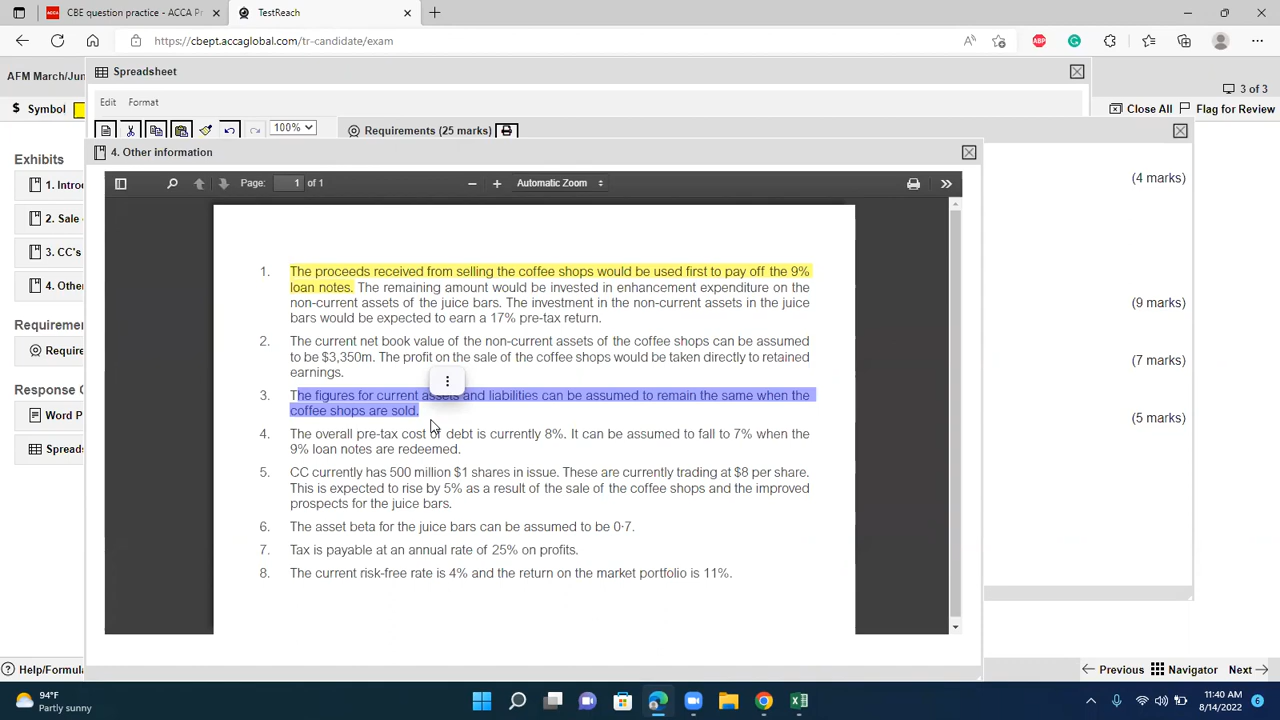 CBE question practice - ACCA P
TestReach
https://cbept.accaglobal.com/tr-candidate/exam
AFM March/Jun
Spreadsheet
3 of 3
Edit Format
$ Symbol
Close All
Flag for Review
100%
Requirements (25 marks)
Exhibits
4. Other information
1. Intro
2. Sale
3. CC's
4. Othe
Requirem
Require
Response O
Word P
Spreads
Page: 1 of 1
Automatic Zoom
(4 marks)
(9 marks)
(7 marks)
(5 marks)
1. The proceeds received from selling the coffee shops would be used first to pay off the 9%
loan notes. The remaining amount would be invested in enhancement expenditure on the
non-current assets of the juice bars. The investment in the non-current assets in the juice
bars would be expected to earn a 17% pre-tax return.
2. The current net book value of the non-current assets of the coffee shops can be assumed
to be $3,350m. The profit on the sale of the coffee shops would be taken directly to retained
earnings.
3. The figures for current assets and liabilities can be assumed to remain the same when the
coffee shops are sold.
4. The overall pre-tax cost of debt is currently 8%. It can be assumed to fall to 7% when the
9% loan notes are redeemed.
5. CC currently has 500 million $1 shares in issue. These are currently trading at $8 per share.
This is expected to rise by 5% as a result of the sale of the coffee shops and the improved
prospects for the juice bars.
6. The asset beta for the juice bars can be assumed to be 0·7.
7. Tax is payable at an annual rate of 25% on profits.
8. The current risk-free rate is 4% and the return on the market portfolio is 11%.
Help/Formula
Previous
Navigator
Next
94°F
Partly sunny
11:40 AM
8/14/2022
6